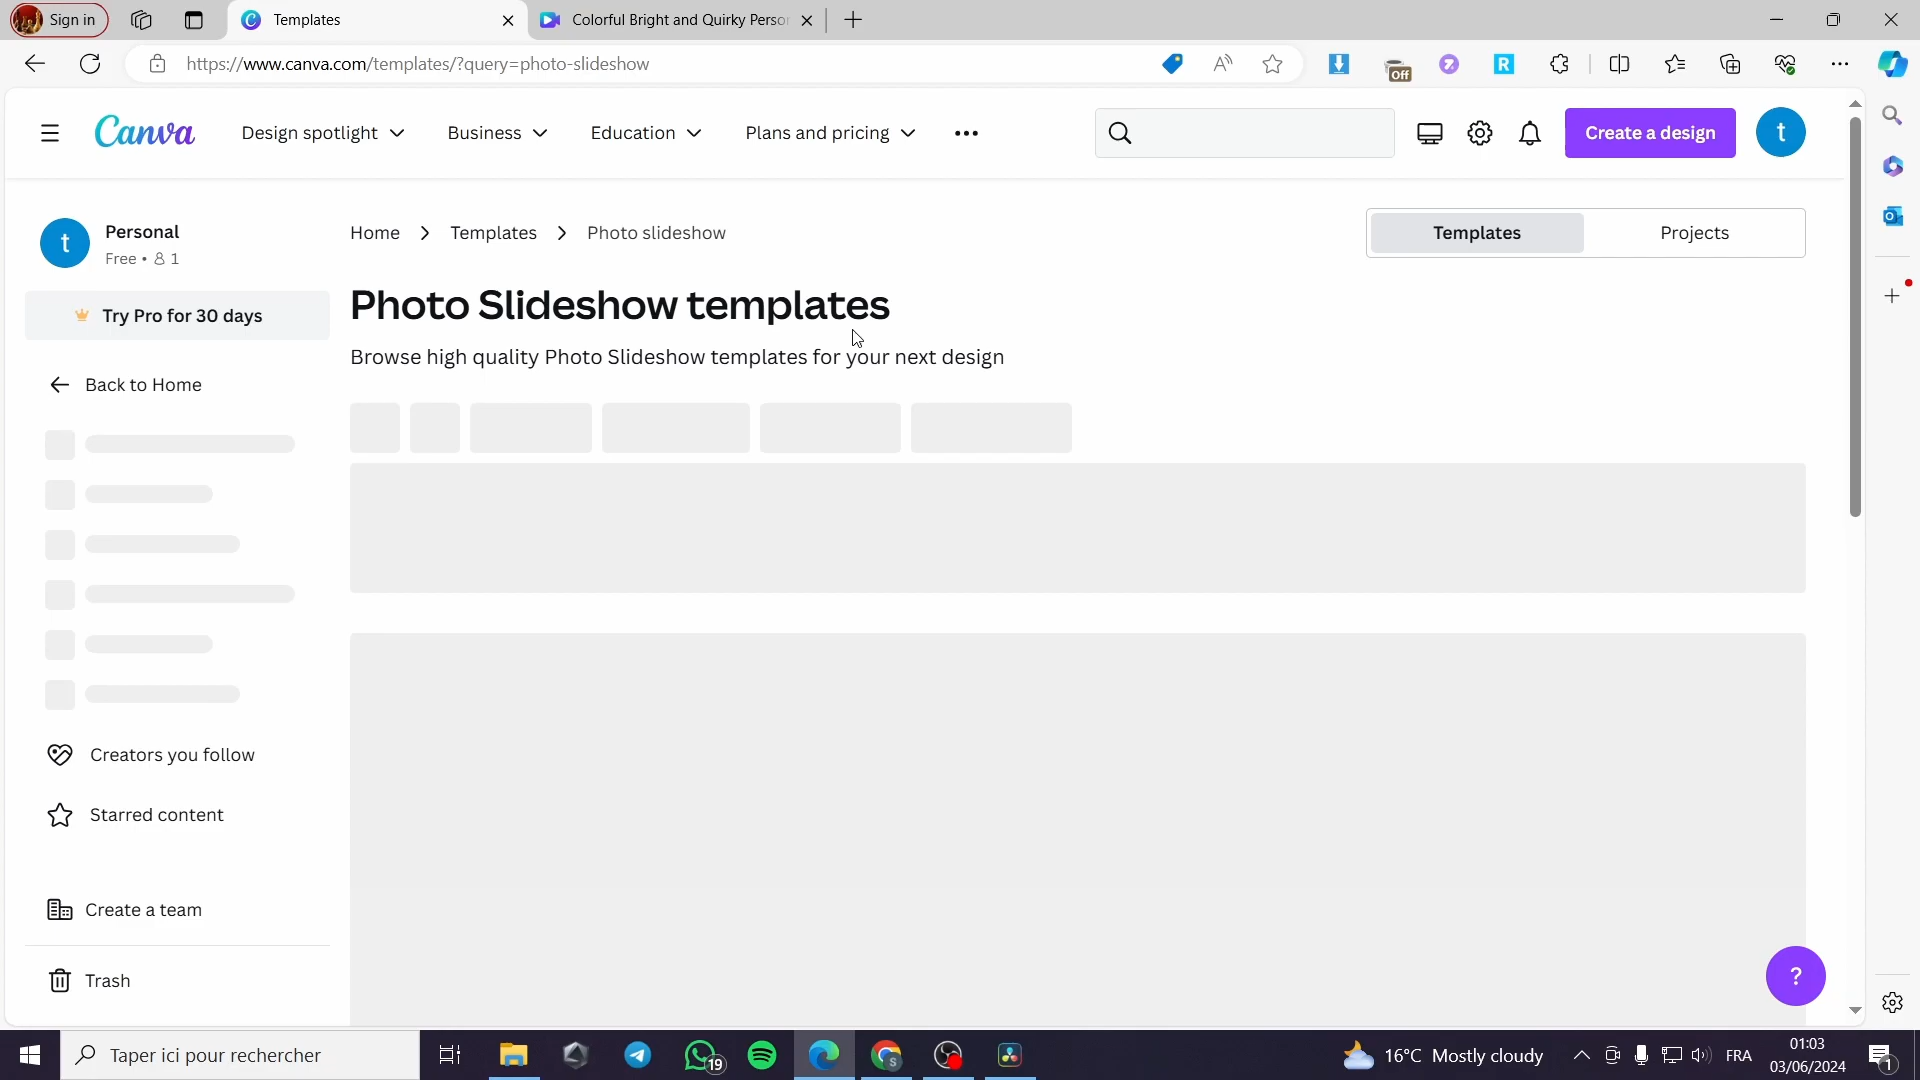 Sign in
Templates
Colorful Bright and Quirky Perso
https://www.canva.com/templates/?query=photo-slideshow
Off
Canva
Design spotlight
Business
Education
Plans and pricing
Create a design
t
t
Personal
Free • 1
Try Pro for 30 days
Back to Home
Creators you follow
Starred content
Create a team
Trash
Home
Templates
Photo slideshow
Templates
Projects
Photo Slideshow templates
Browse high quality Photo Slideshow templates for your next design
?
Taper ici pour rechercher
19
16°C Mostly cloudy
FRA
01:03
03/06/2024
1